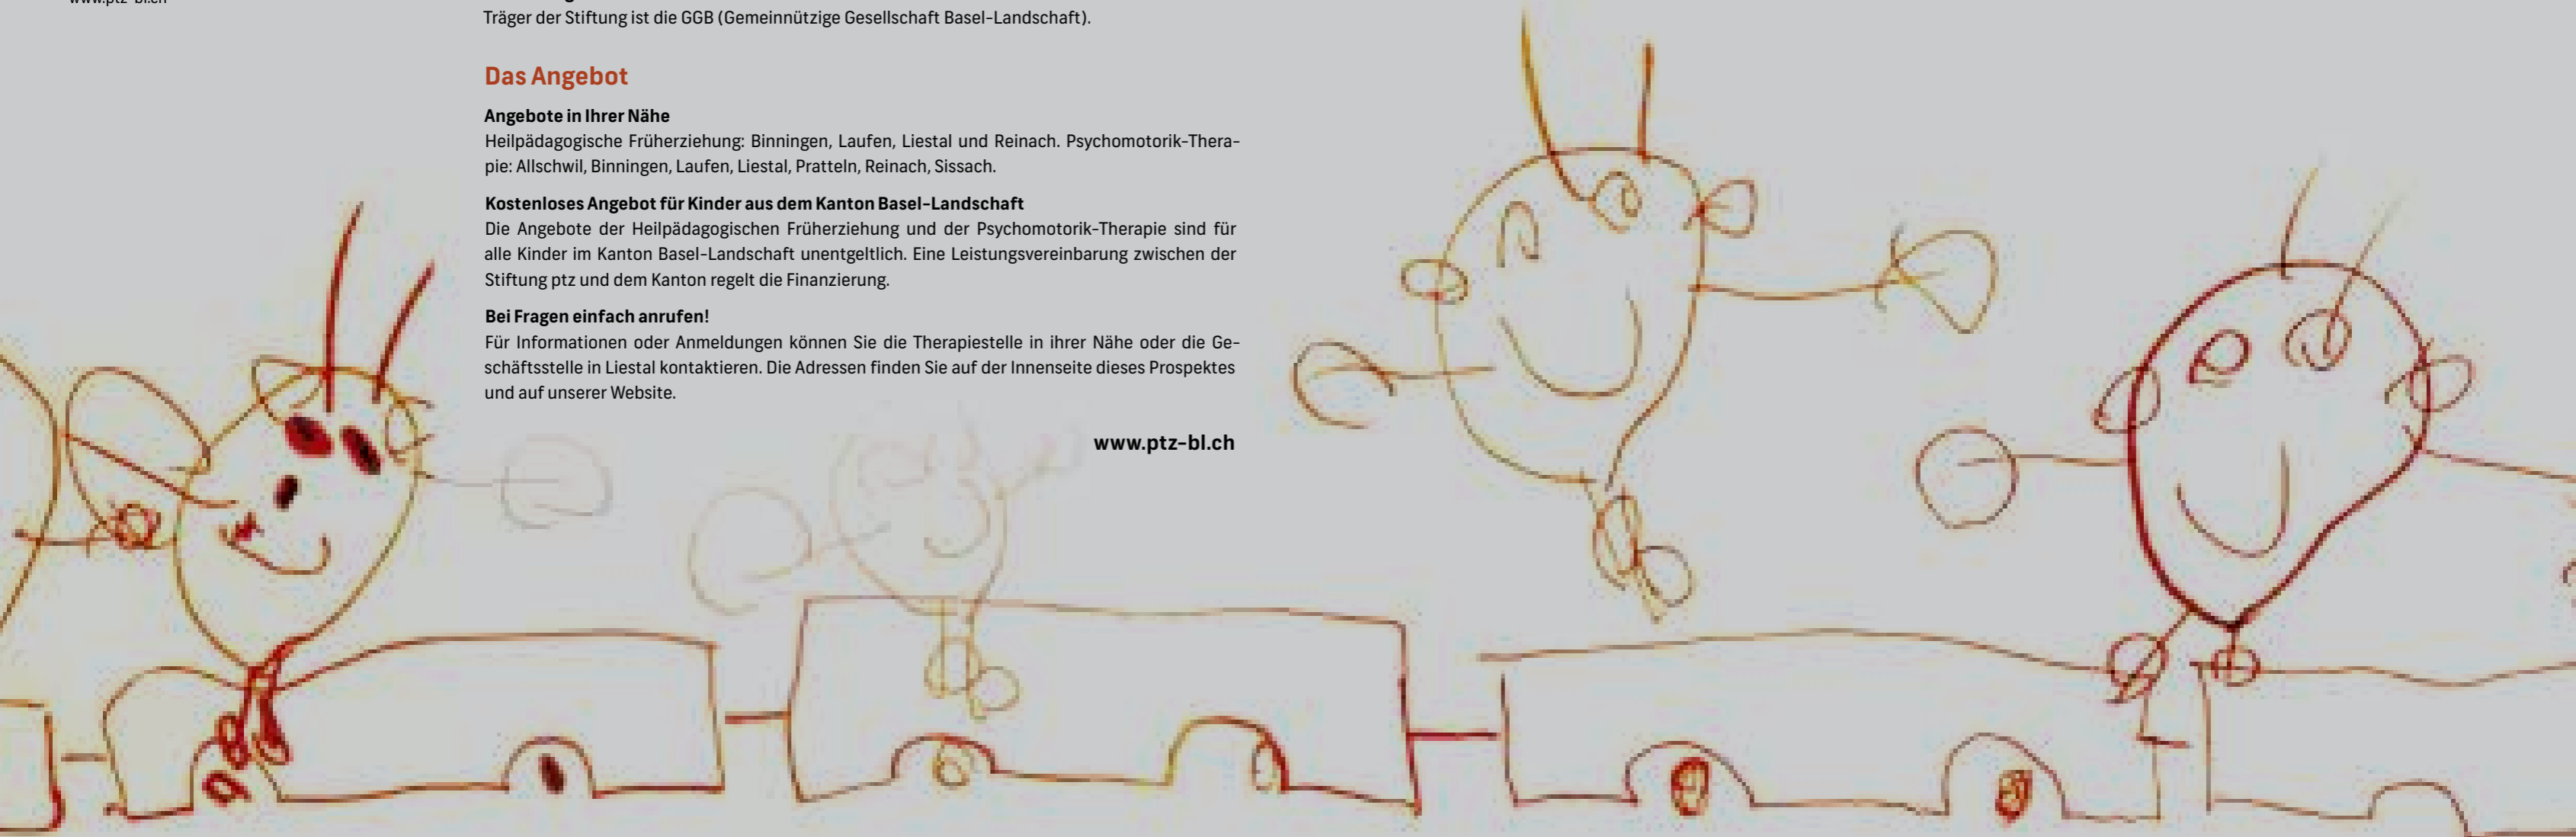 www.ptz-bl.ch
Träger der Stiftung ist die GGB (Gemeinnützige Gesellschaft Basel-Landschaft).
Das Angebot
Angebote in Ihrer Nähe
Heilpädagogische Früherziehung: Binningen, Laufen, Liestal und Reinach. Psychomotorik-Thera-
pie: Allschwil, Binningen, Laufen, Liestal, Pratteln, Reinach, Sissach.
Kostenloses Angebot für Kinder aus dem Kanton Basel-Landschaft
Die Angebote der Heilpädagogischen Früherziehung und der Psychomotorik-Therapie sind für
alle Kinder im Kanton Basel-Landschaft unentgeltlich. Eine Leistungsvereinbarung zwischen der
Stiftung ptz und dem Kanton regelt die Finanzierung.
Bei Fragen einfach anrufen!
Für Informationen oder Anmeldungen können Sie die Therapiestelle in ihrer Nähe oder die Ge-
schäftsstelle in Liestal kontaktieren. Die Adressen finden Sie auf der Innenseite dieses Prospektes
und auf unserer Website.
www.ptz-bl.ch